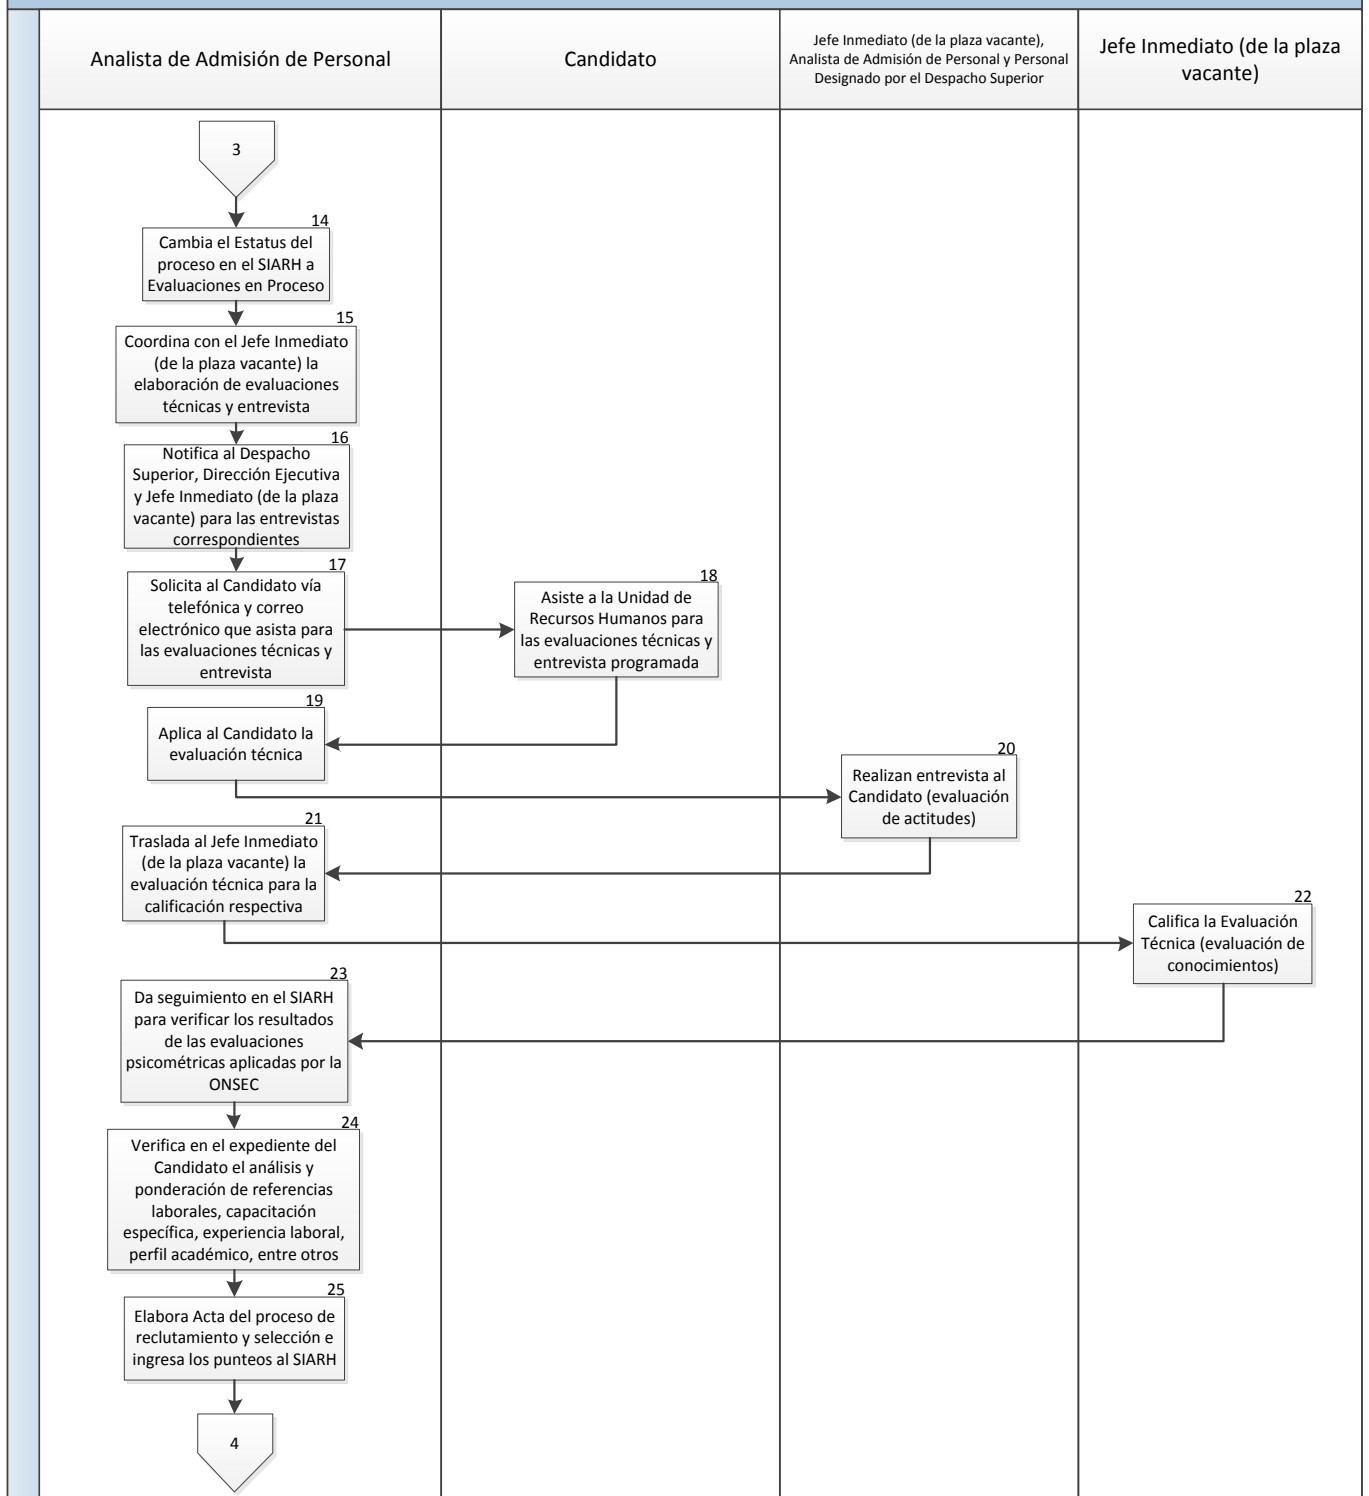 Analista de Admisión de Personal
Candidato
Jefe Inmediato (de la plaza vacante),
Analista de Admisión de Personal y Personal
Designado por el Despacho Superior
Jefe Inmediato (de la plaza
vacante)
3
14
Cambia el Estatus del
proceso en el SIARH a
Evaluaciones en Proceso
15
Coordina con el Jefe Inmediato
(de la plaza vacante) la
elaboración de evaluaciones
técnicas y entrevista
16
Notifica al Despacho
Superior, Dirección Ejecutiva
y Jefe Inmediato (de la plaza
vacante) para las entrevistas
correspondientes
17
Solicita al Candidato vía
telefónica y correo
electrónico que asista para
las evaluaciones técnicas y
entrevista
18
Asiste a la Unidad de
Recursos Humanos para
las evaluaciones técnicas y
entrevista programada
19
Aplica al Candidato la
evaluación técnica
20
Realizan entrevista al
Candidato (evaluación
de actitudes)
21
Traslada al Jefe Inmediato
(de la plaza vacante) la
evaluación técnica para la
calificación respectiva
22
Califica la Evaluación
Técnica (evaluación de
conocimientos)
23
Da seguimiento en el SIARH
para verificar los resultados
de las evaluaciones
psicométricas aplicadas por la
ONSEC
24
Verifica en el expediente del
Candidato el análisis y
ponderación de referencias
laborales, capacitación
específica, experiencia laboral,
perfil académico, entre otros
25
Elabora Acta del proceso de
reclutamiento y selección e
ingresa los punteos al SIARH
4